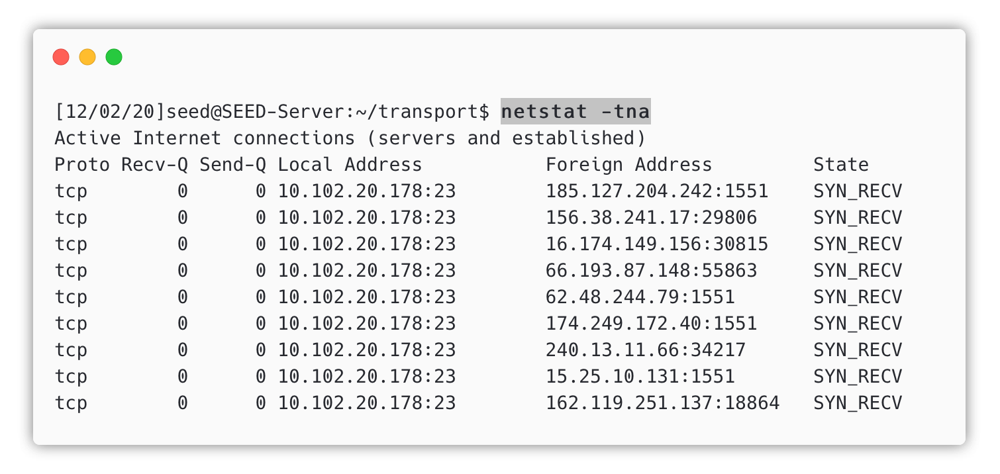 [12/02/20]seed@SEED-Server:~/transport$ netstat -tna
Active Internet connections (servers and established)
Proto Recv-Q Send-Q Local Address           Foreign Address         State
tcp        0      0 10.102.20.178:23        185.127.204.242:1551    SYN_RECV
tcp        0      0 10.102.20.178:23        156.38.241.17:29806     SYN_RECV
tcp        0      0 10.102.20.178:23        16.174.149.156:30815    SYN_RECV
tcp        0      0 10.102.20.178:23        66.193.87.148:55863     SYN_RECV
tcp        0      0 10.102.20.178:23        62.48.244.79:1551       SYN_RECV
tcp        0      0 10.102.20.178:23        174.249.172.40:1551     SYN_RECV
tcp        0      0 10.102.20.178:23        240.13.11.66:34217      SYN_RECV
tcp        0      0 10.102.20.178:23        15.25.10.131:1551       SYN_RECV
tcp        0      0 10.102.20.178:23        162.119.251.137:18864   SYN_RECV